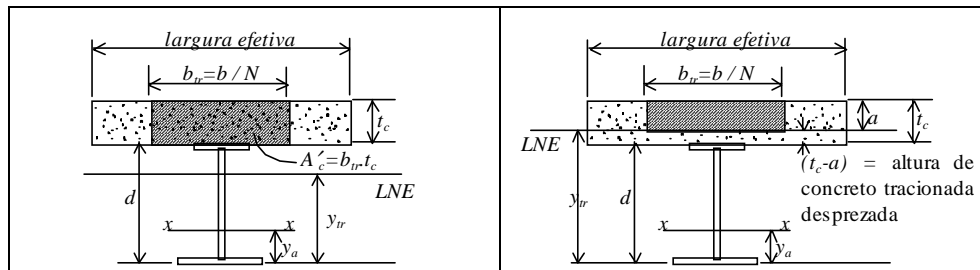 largura efetiva
b_tr=b / N
t_c
A'_c=b_tr.t_c
d
LNE
y_tr
x x
y_a
largura efetiva
b_tr=b / N
a
t_c
LNE
(t_c-a) = altura de
concreto tracionada
desprezada
y_tr
d
x x
y_a